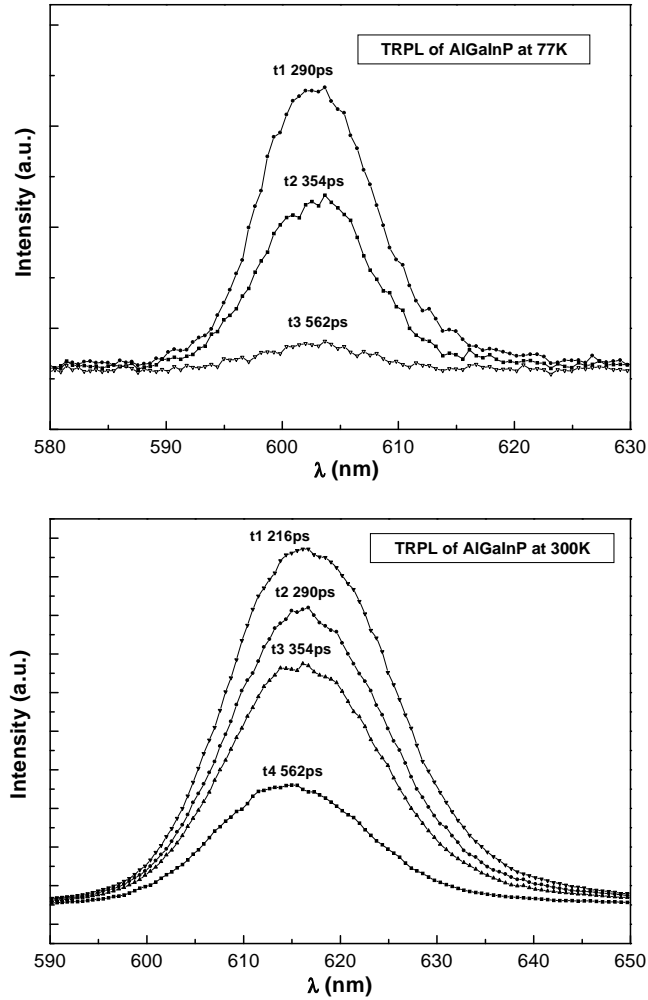 TRPL of AlGaInP at 77K
t1 290ps
t2 354ps
t3 562ps
Intensity (a.u.)
580 590 600 610 620 630
λ (nm)
TRPL of AlGaInP at 300K
t1 216ps
t2 290ps
t3 354ps
t4 562ps
Intensity (a.u.)
590 600 610 620 630 640 650
λ (nm)